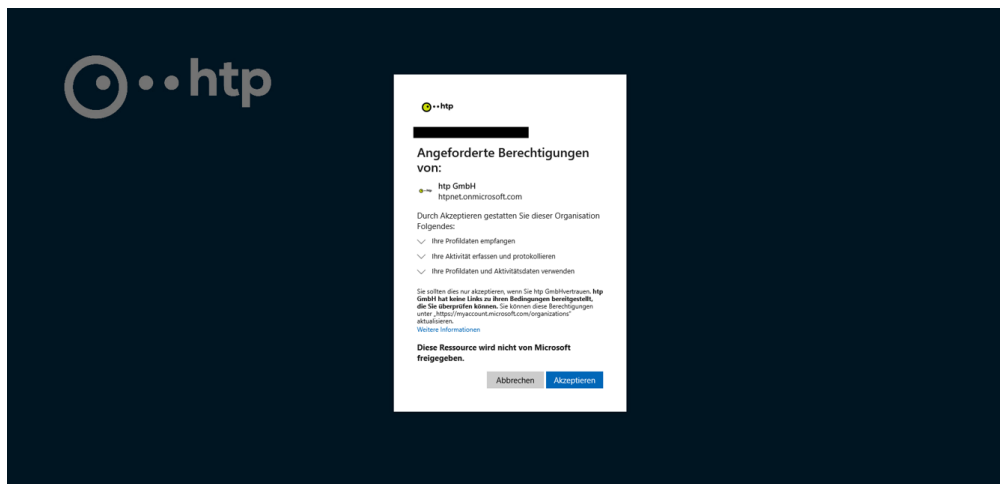 htp
htp
Angeforderte Berechtigungen
von:
htp GmbH
htpnet.onmicrosoft.com
Durch Akzeptieren gestatten Sie dieser Organisation
Folgendes:
Ihre Profildaten empfangen
Ihre Aktivität erfassen und protokollieren
Ihre Profildaten und Aktivitätsdaten verwenden
Sie sollten dies nur akzeptieren, wenn Sie htp GmbHvertrauen. htp
GmbH hat keine Links zu ihren Bedingungen bereitgestellt,
die Sie überprüfen können. Sie können diese Berechtigungen
unter „https://myaccount.microsoft.com/organizations“
aktualisieren.
Weitere Informationen
Diese Ressource wird nicht von Microsoft
freigegeben.
Abbrechen Akzeptieren